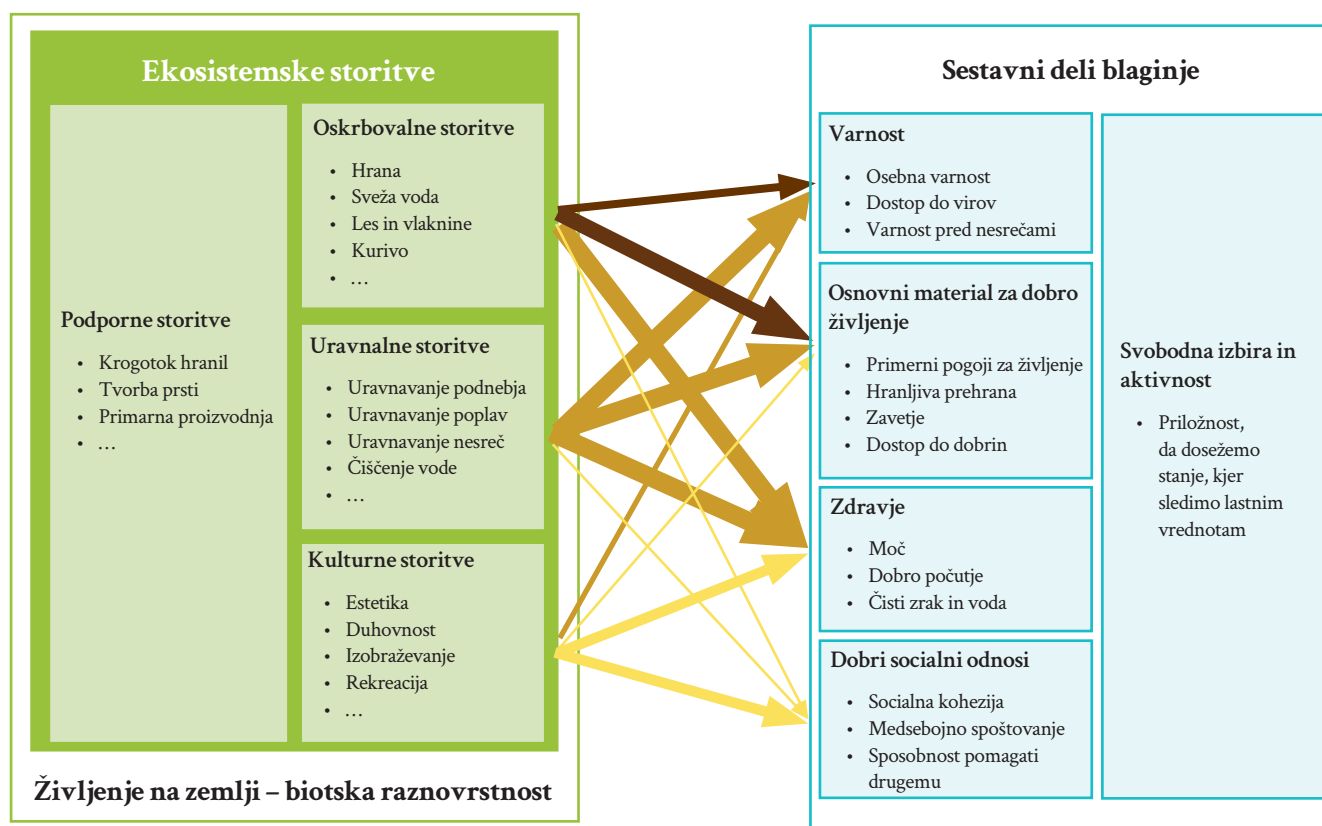 Ekosistemske storitve
Podporne storitve
• Krogotok hranil
• Tvorba prsti
• Primarna proizvodnja
• …
Oskrbovalne storitve
• Hrana
• Sveža voda
• Les in vlaknine
• Kurivo
• …
Uravnalne storitve
• Uravnavanje podnebja
• Uravnavanje poplav
• Uravnavanje nesreč
• Čiščenje vode
• …
Kulturne storitve
• Estetika
• Duhovnost
• Izobraževanje
• Rekreacija
• …
Življenje na zemlji – biotska raznovrstnost
Sestavni deli blaginje
Varnost
• Osebna varnost
• Dostop do virov
• Varnost pred nesrečami
Osnovni material za dobro
življenje
• Primerni pogoji za življenje
• Hranljiva prehrana
• Zavetje
• Dostop do dobrin
Zdravje
• Moč
• Dobro počutje
• Čisti zrak in voda
Dobri socialni odnosi
• Socialna kohezija
• Medsebojno spoštovanje
• Sposobnost pomagati
drugemu
Svobodna izbira in
aktivnost
• Priložnost,
da dosežemo
stanje, kjer
sledimo lastnim
vrednotam